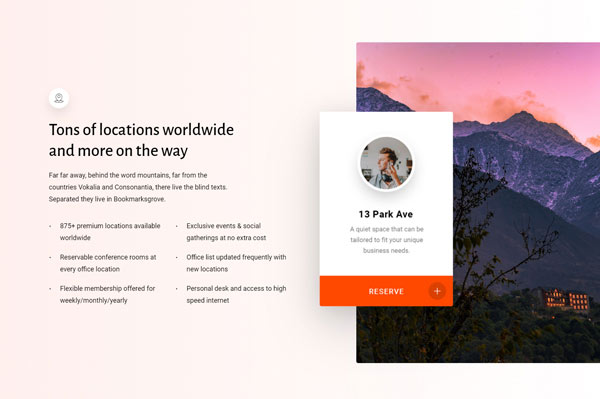 Tons of locations worldwide
and more on the way
Far far away, behind the word mountains, far from the
countries Vokalia and Consonantia, there live the blind texts.
Separated they live in Bookmarksgrove.
875+ premium locations available
worldwide
Reservable conference rooms at
every office location
Flexible membership offered for
weekly/monthly/yearly
Exclusive events & social
gatherings at no extra cost
Office list updated frequently with
new locations
Personal desk and access to high
speed internet
13 Park Ave
A quiet space that can be
tailored to fit your unique
business needs.
RESERVE